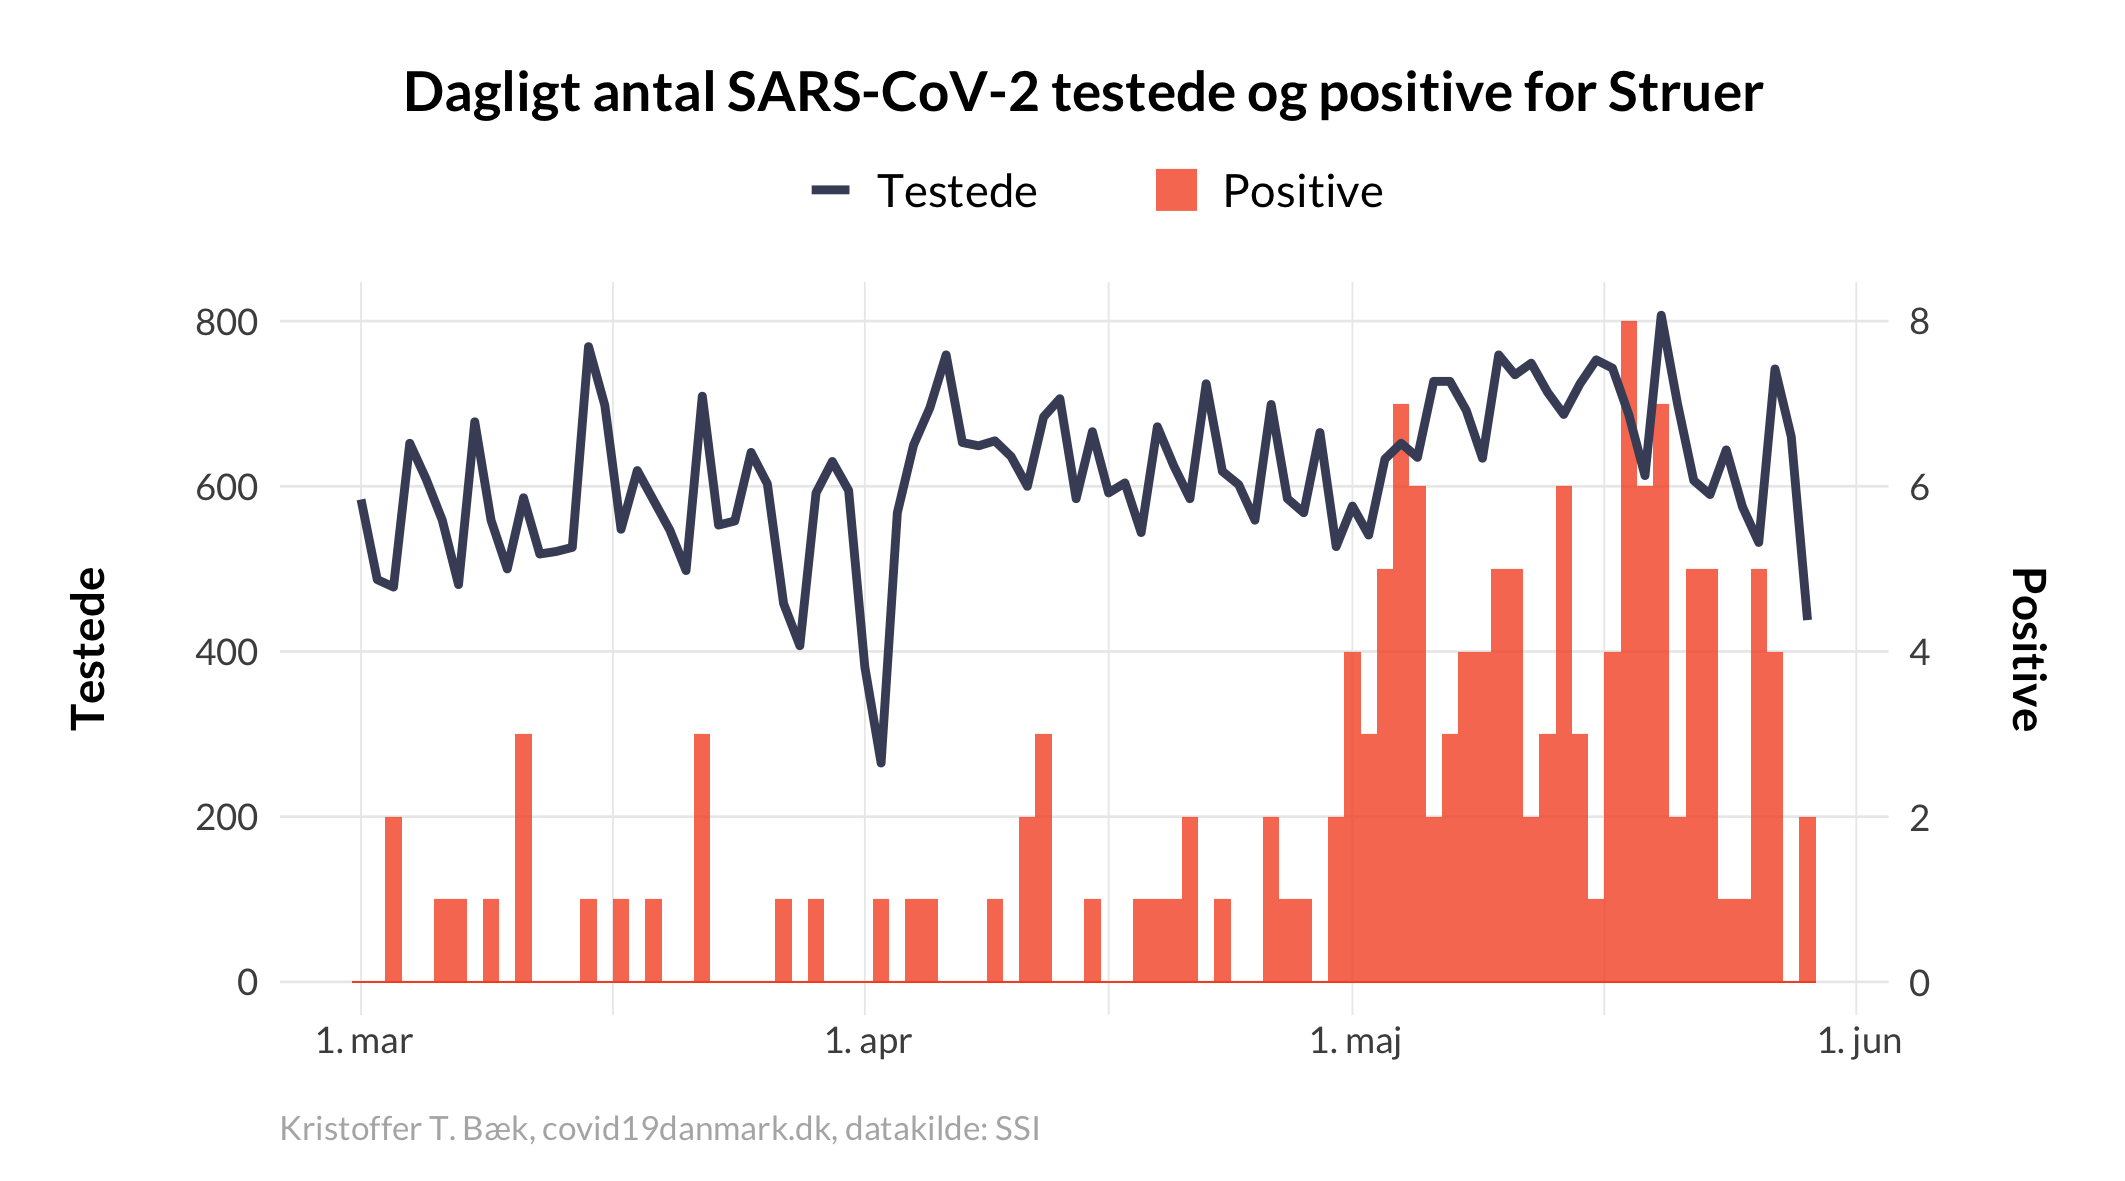 Dagligt antal SARS-CoV-2 testede og positive for Struer
Testede
Positive
800
600
400
200
0
Testede
8
6
4
2
0
Positive
1. mar
1. apr
1. maj
1. jun
Kristoffer T. Bæk, covid19danmark.dk, datakilde: SSI